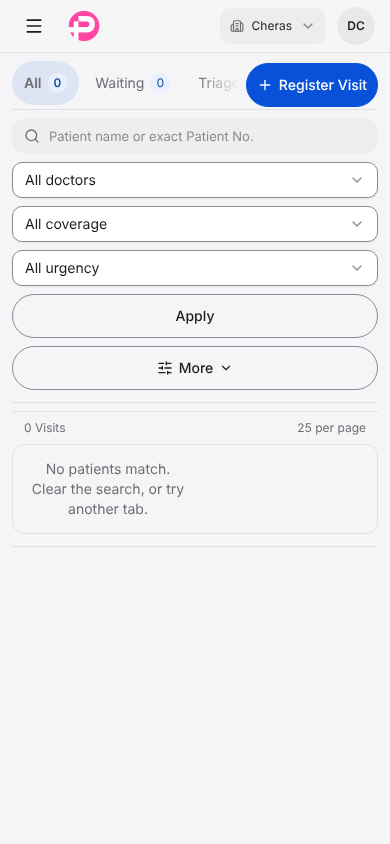 Cheras
DC
All 0
Waiting 0
Triage
Register Visit
Patient name or exact Patient No.
All doctors
All coverage
All urgency
Apply
More
0 Visits
25 per page
No patients match.
Clear the search, or try
another tab.